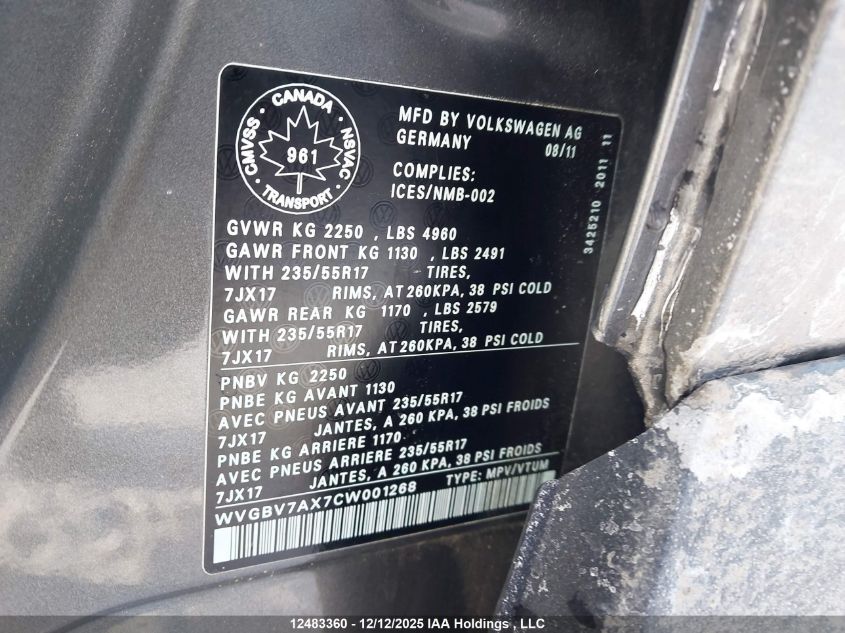 CANADA
CMVSS
NSVAC
961
TRANSPORT
MFD BY VOLKSWAGEN AG
GERMANY 08/11
COMPLIES:
ICES/NMB-002
3425210 2011 11
GVWR KG 2250 , LBS 4960
GAWR FRONT KG 1130 , LBS 2491
WITH 235/55R17 TIRES,
7JX17 RIMS, AT 260KPA, 38 PSI COLD
GAWR REAR KG 1170 , LBS 2579
WITH 235/55R17 TIRES,
7JX17 RIMS, AT 260KPA, 38 PSI COLD
PNBV KG 2250
PNBE KG AVANT 1130
AVEC PNEUS AVANT 235/55R17
7JX17 JANTES, A 260 KPA, 38 PSI FROIDS
PNBE KG ARRIERE 1170
AVEC PNEUS ARRIERE 235/55R17
7JX17 JANTES, A 260 KPA, 38 PSI FROIDS
WVGBV7AX7CW001268 TYPE: MPV/VTUM
12483360 - 12/12/2025 IAA Holdings , LLC